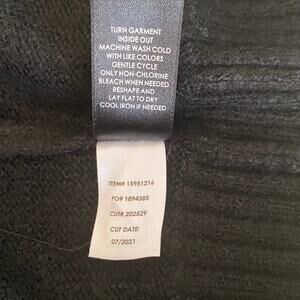 TURN GARMENT
INSIDE OUT
MACHINE WASH COLD
WITH LIKE COLORS
GENTLE CYCLE
ONLY NON-CHLORINE
BLEACH WHEN NEEDED
RESHAPE AND
LAY FLAT TO DRY
COOL IRON IF NEEDED
ITEM# 15951216
PO# 1894385
CUT# 202529
CUT DATE:
07/2021